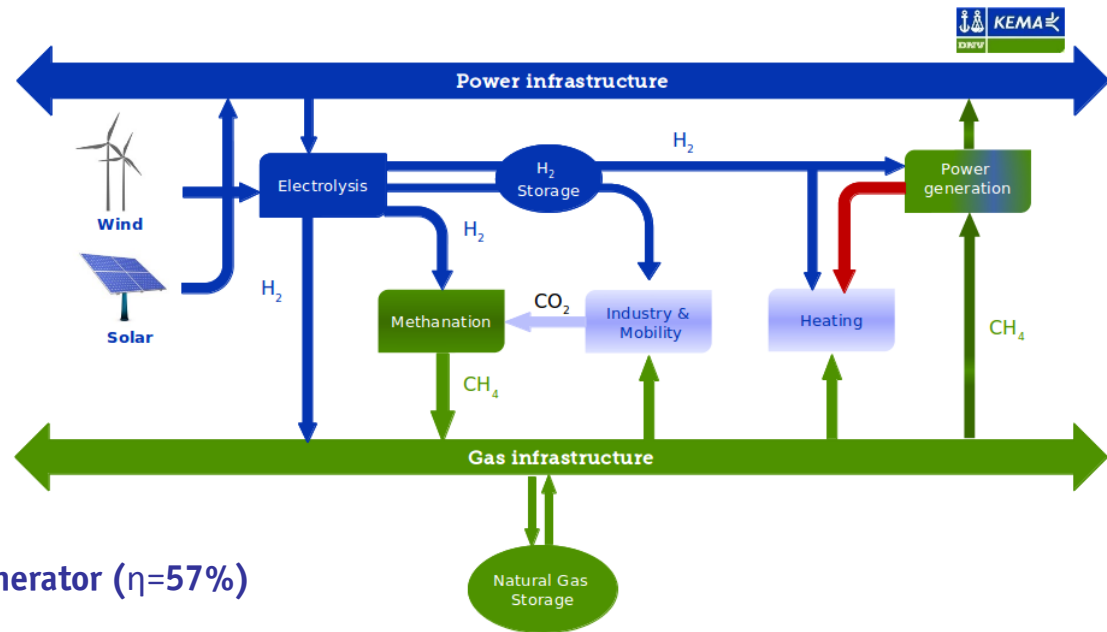 KEMA
DNV
Power infrastructure
H₂
Electrolysis
H₂
Storage
Power
generation
Wind
H₂
H₂
CO₂
Solar
Methanation
Industry &
Mobility
Heating
CH₄
CH₄
Gas infrastructure
Natural Gas
Storage
nerator (η=57%)